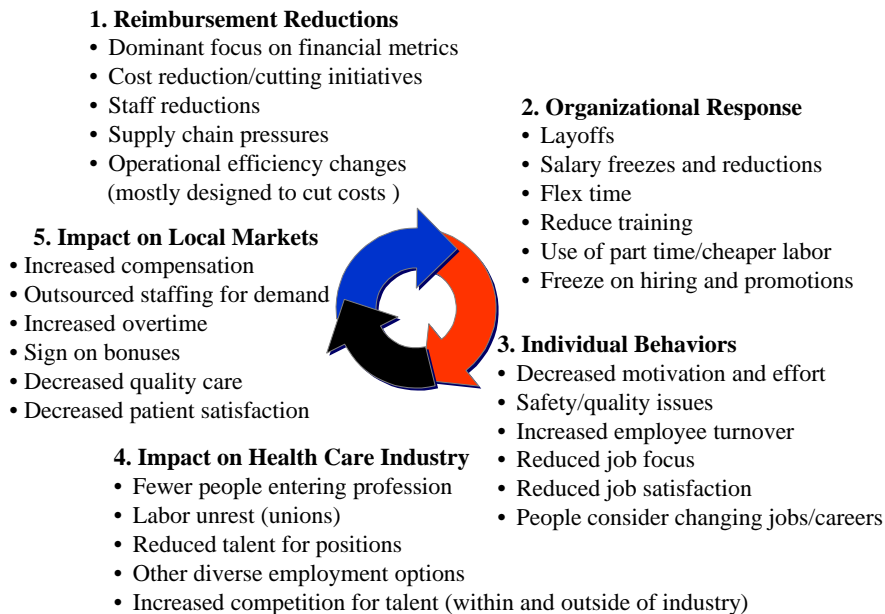 1. Reimbursement Reductions
• Dominant focus on financial metrics
• Cost reduction/cutting initiatives
• Staff reductions
• Supply chain pressures
• Operational efficiency changes
(mostly designed to cut costs )
2. Organizational Response
• Layoffs
• Salary freezes and reductions
• Flex time
• Reduce training
• Use of part time/cheaper labor
• Freeze on hiring and promotions
3. Individual Behaviors
• Decreased motivation and effort
• Safety/quality issues
• Increased employee turnover
• Reduced job focus
• Reduced job satisfaction
• People consider changing jobs/careers
4. Impact on Health Care Industry
• Fewer people entering profession
• Labor unrest (unions)
• Reduced talent for positions
• Other diverse employment options
• Increased competition for talent (within and outside of industry)
5. Impact on Local Markets
• Increased compensation
• Outsourced staffing for demand
• Increased overtime
• Sign on bonuses
• Decreased quality care
• Decreased patient satisfaction